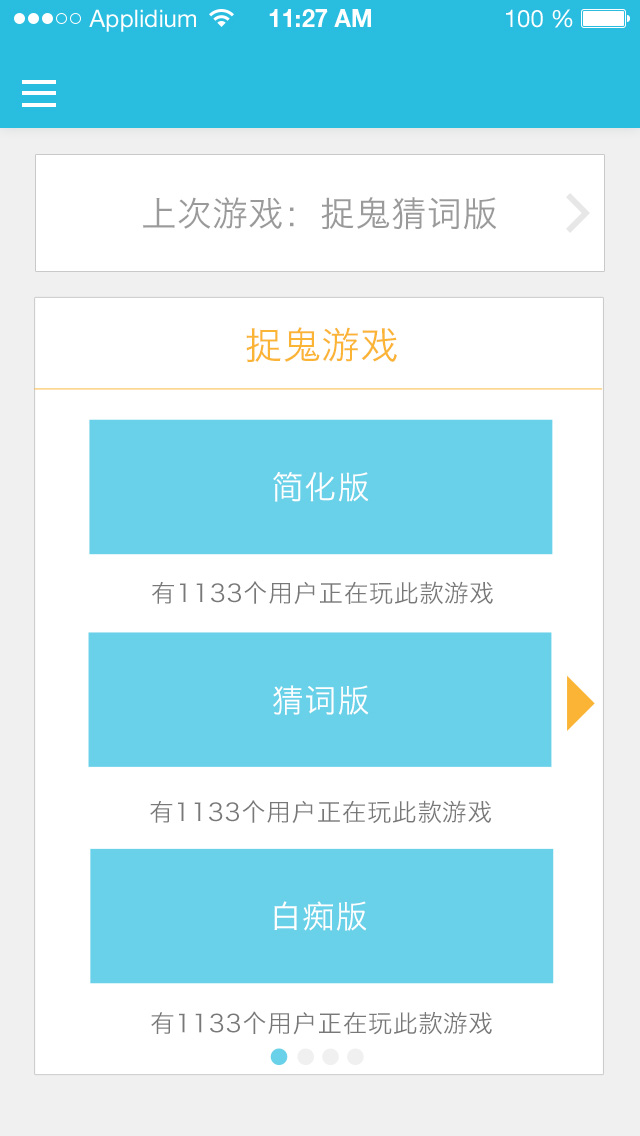 Applidium 11:27 AM 100 %
上次游戏：捉鬼猜词版
捉鬼游戏
简化版
有1133个用户正在玩此款游戏
猜词版
有1133个用户正在玩此款游戏
白痴版
有1133个用户正在玩此款游戏